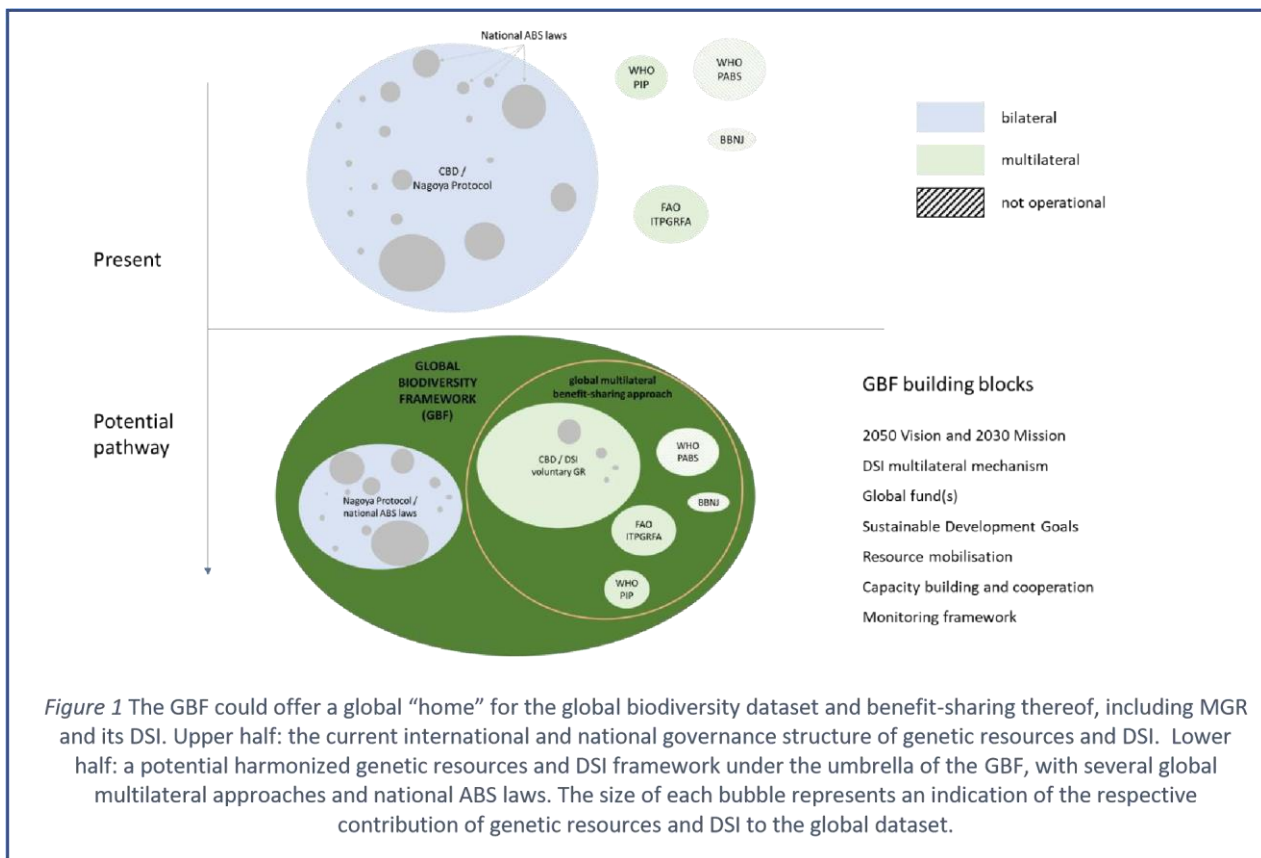 National ABS laws
WHO
PIP
WHO
PABS
BBNJ
CBD /
Nagoya Protocol
FAO
ITPGRFA
bilateral
multilateral
not operational
Present
Potential
pathway
GLOBAL
BIODIVERSITY
FRAMEWORK
(GBF)
global multilateral
benefit-sharing approach
CBD / DSI
voluntary GR
WHO
PABS
BBNJ
Nagoya Protocol /
national ABS laws
FAO
ITPGRFA
WHO
PIP
GBF building blocks
2050 Vision and 2030 Mission
DSI multilateral mechanism
Global fund(s)
Sustainable Development Goals
Resource mobilisation
Capacity building and cooperation
Monitoring framework
Figure 1 The GBF could offer a global “home” for the global biodiversity dataset and benefit-sharing thereof, including MGR
and its DSI. Upper half: the current international and national governance structure of genetic resources and DSI. Lower
half: a potential harmonized genetic resources and DSI framework under the umbrella of the GBF, with several global
multilateral approaches and national ABS laws. The size of each bubble represents an indication of the respective
contribution of genetic resources and DSI to the global dataset.